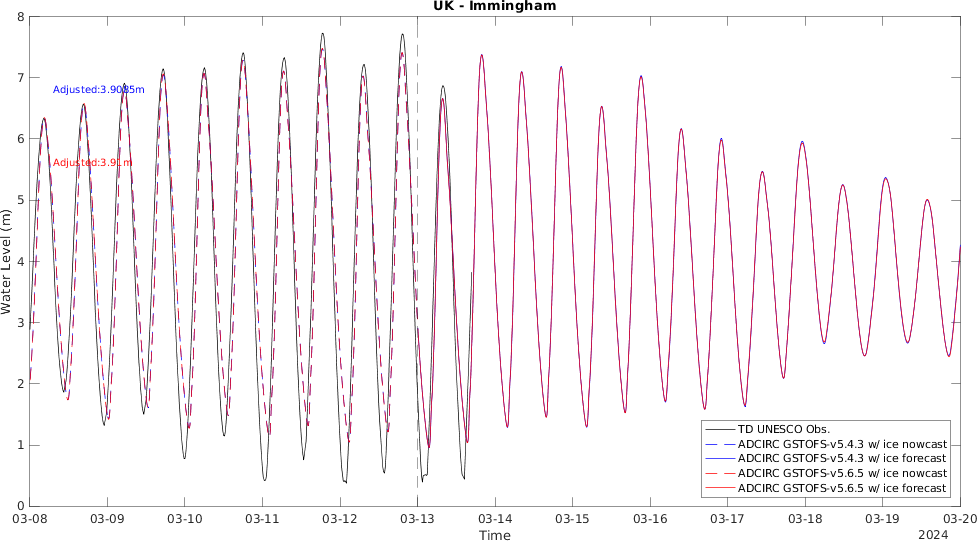 UK - Immingham
8
7
6
5
4
3
2
1
0
Water Level (m)
Adjusted:3.9085m
Adjusted:3.91m
TD UNESCO Obs.
ADCIRC GSTOFS-v5.4.3 w/ ice nowcast
ADCIRC GSTOFS-v5.4.3 w/ ice forecast
ADCIRC GSTOFS-v5.6.5 w/ ice nowcast
ADCIRC GSTOFS-v5.6.5 w/ ice forecast
03-08 03-09 03-10 03-11 03-12 03-13 03-14 03-15 03-16 03-17 03-18 03-19 03-20
Time
2024